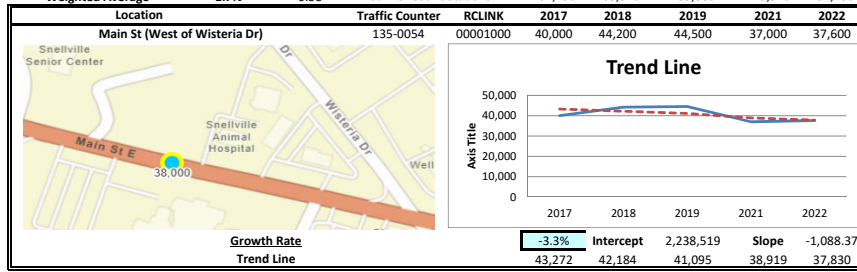 Location Traffic Counter RCLINK 2017 2018 2019 2021 2022
Main St (West of Wisteria Dr) 135-0054 00001000 40,000 44,200 44,500 37,000 37,600
Snellville
Senior Center
Dr
Wisteria Dr
Snellville
Animal
Hospital
Well
Main St E
38,000
Trend Line
Axis Title
50,000
40,000
30,000
20,000
10,000
0
2017 2018 2019 2021 2022
Growth Rate -3.3% Intercept 2,238,519 Slope -1,088.37
Trend Line 43,272 42,184 41,095 38,919 37,830